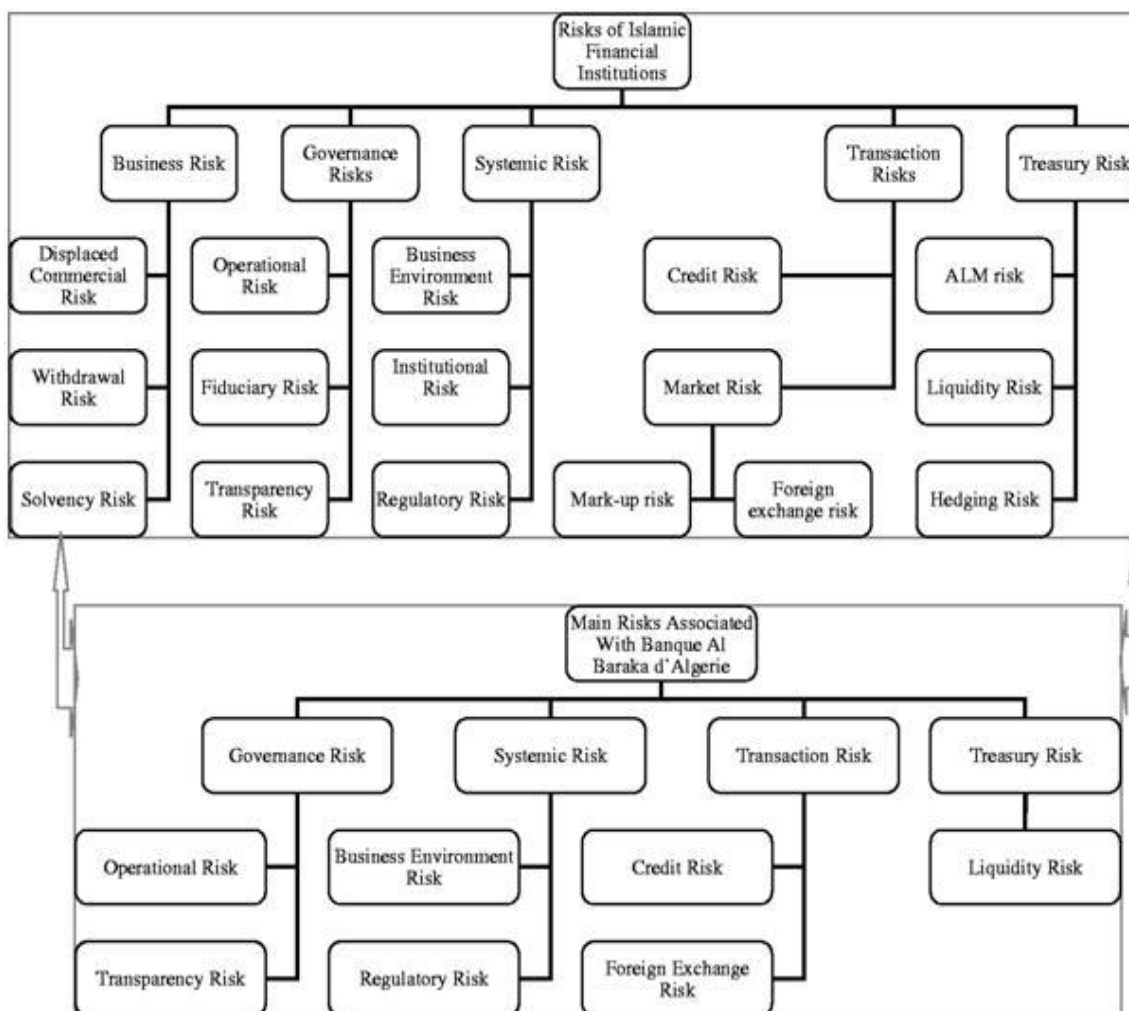 Risks of Islamic
Financial
Institutions
Business Risk
Governance
Risks
Systemic Risk
Transaction
Risks
Treasury Risk
Displaced
Commercial
Risk
Operational
Risk
Business
Environment
Risk
Credit Risk
ALM risk
Withdrawal
Risk
Fiduciary Risk
Institutional
Risk
Market Risk
Liquidity Risk
Solvency Risk
Transparency
Risk
Regulatory Risk
Mark-up risk
Foreign
exchange risk
Hedging Risk
Main Risks Associated
With Banque Al
Baraka d'Algerie
Governance Risk
Systemic Risk
Transaction Risk
Treasury Risk
Operational Risk
Business Environment
Risk
Credit Risk
Liquidity Risk
Transparency Risk
Regulatory Risk
Foreign Exchange
Risk